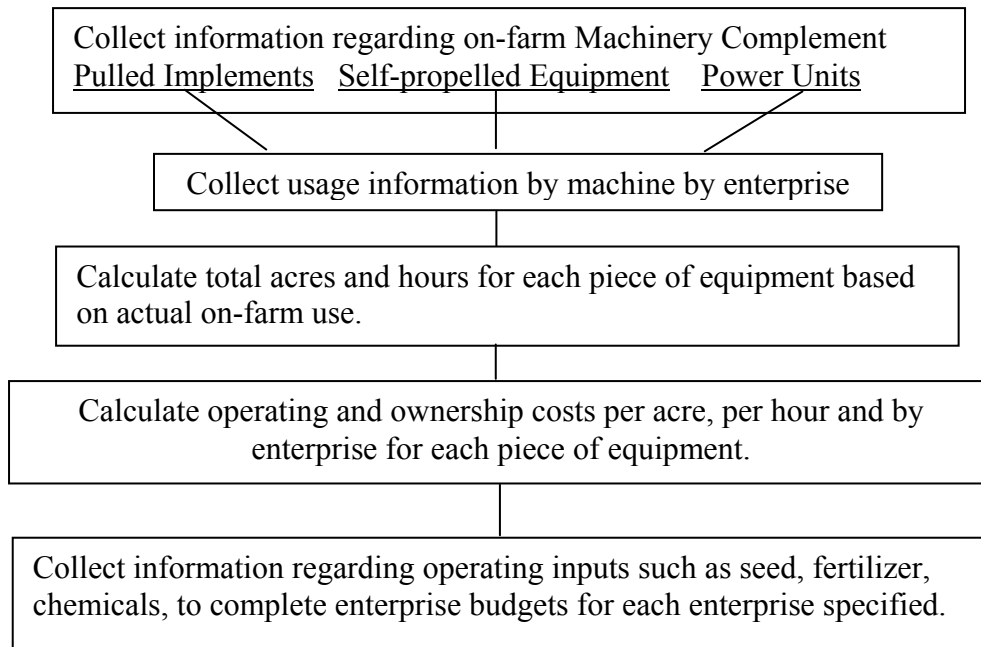 Collect information regarding on-farm Machinery Complement
Pulled Implements Self-propelled Equipment Power Units
Collect usage information by machine by enterprise
Calculate total acres and hours for each piece of equipment based
on actual on-farm use.
Calculate operating and ownership costs per acre, per hour and by
enterprise for each piece of equipment.
Collect information regarding operating inputs such as seed, fertilizer,
chemicals, to complete enterprise budgets for each enterprise specified.